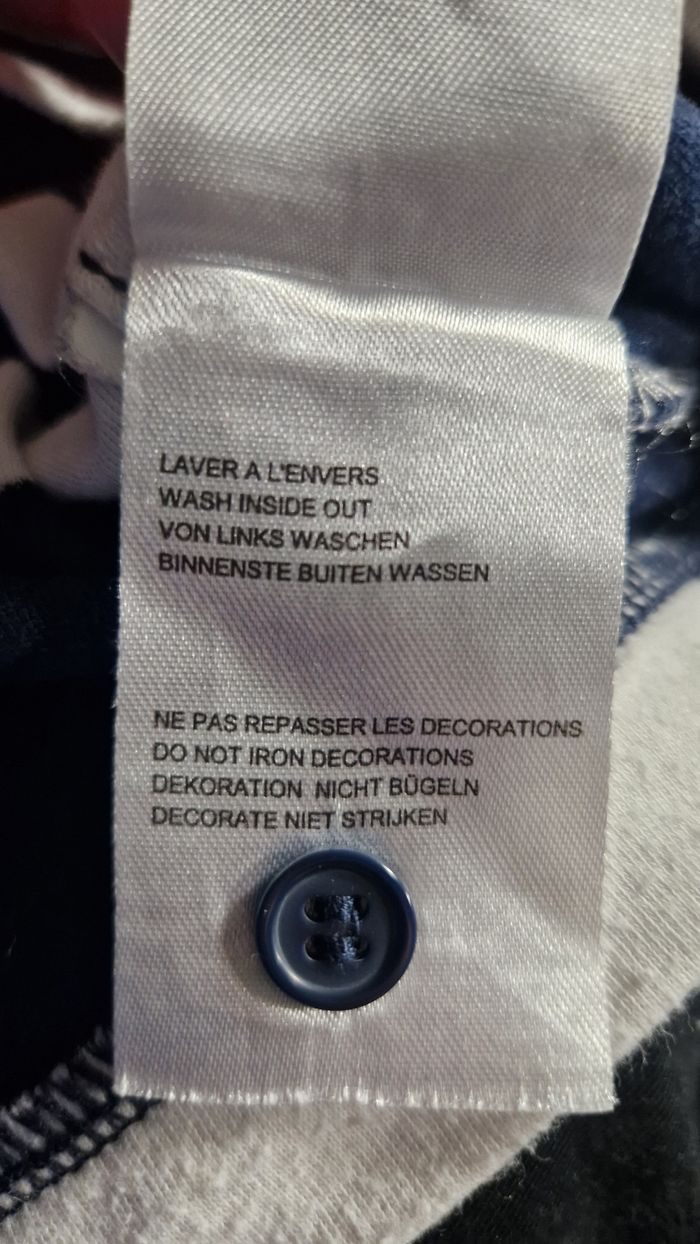 LAVER A L'ENVERS
WASH INSIDE OUT
VON LINKS WASCHEN
BINNENSTE BUITEN WASSEN
NE PAS REPASSER LES DECORATIONS
DO NOT IRON DECORATIONS
DEKORATION NICHT BÜGELN
DECORATE NIET STRIJKEN